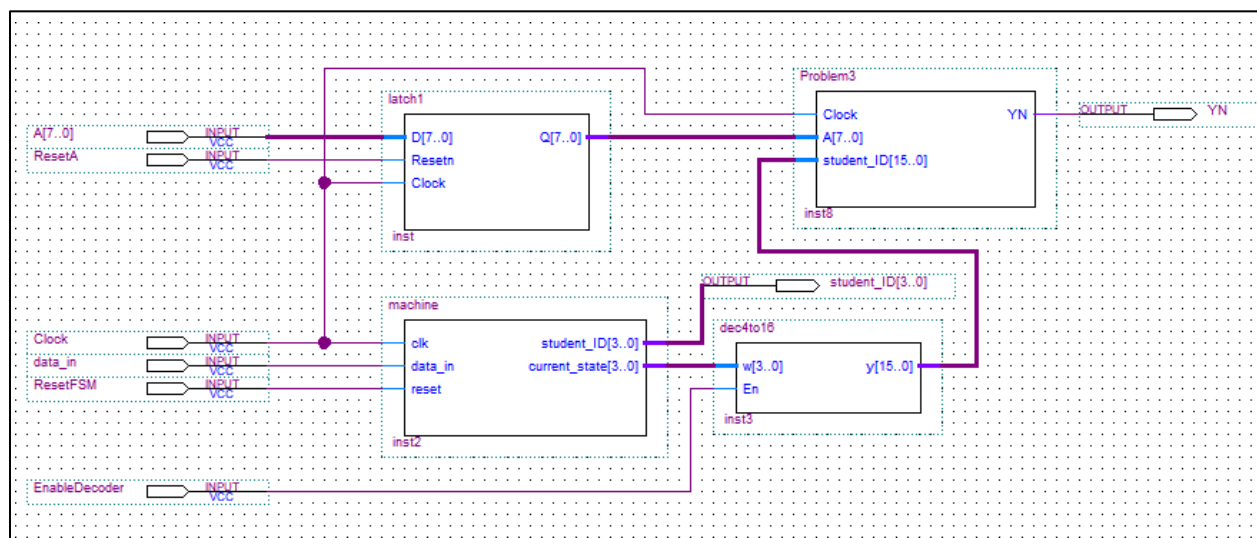 Problem3
latch1
Clock YN OUTPUT YN
A[7..0] INPUT VCC D[7..0] Q[7..0] A[7..0]
ResetA INPUT VCC Resetn student_ID[15..0]
Clock
inst8
inst
OUTPUT student_ID[3..0]
machine
dec4to16
Clock INPUT VCC clk student_ID[3..0]
data_in INPUT VCC data_in current_state[3..0] w[3..0] y[15..0]
ResetFSM INPUT VCC reset En
inst3
inst2
EnableDecoder INPUT VCC